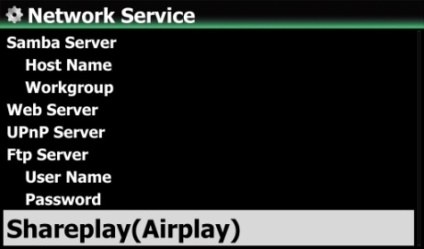 Network Service
Samba Server
Host Name
Workgroup
Web Server
UPnP Server
Ftp Server
User Name
Password
Shareplay(Airplay)